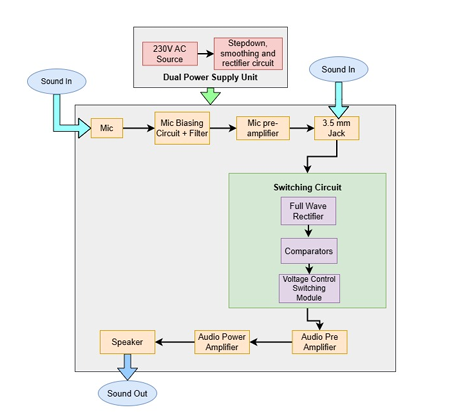 230V AC
Source
Stepdown,
smoothing and
rectifier circuit
Dual Power Supply Unit
Sound In
Sound In
Mic
Mic Biasing
Circuit + Filter
Mic pre-
amplifier
3.5 mm
Jack
Switching Circuit
Full Wave
Rectifier
Comparators
Voltage Control
Switching
Module
Audio Pre
Amplifier
Audio Power
Amplifier
Speaker
Sound Out